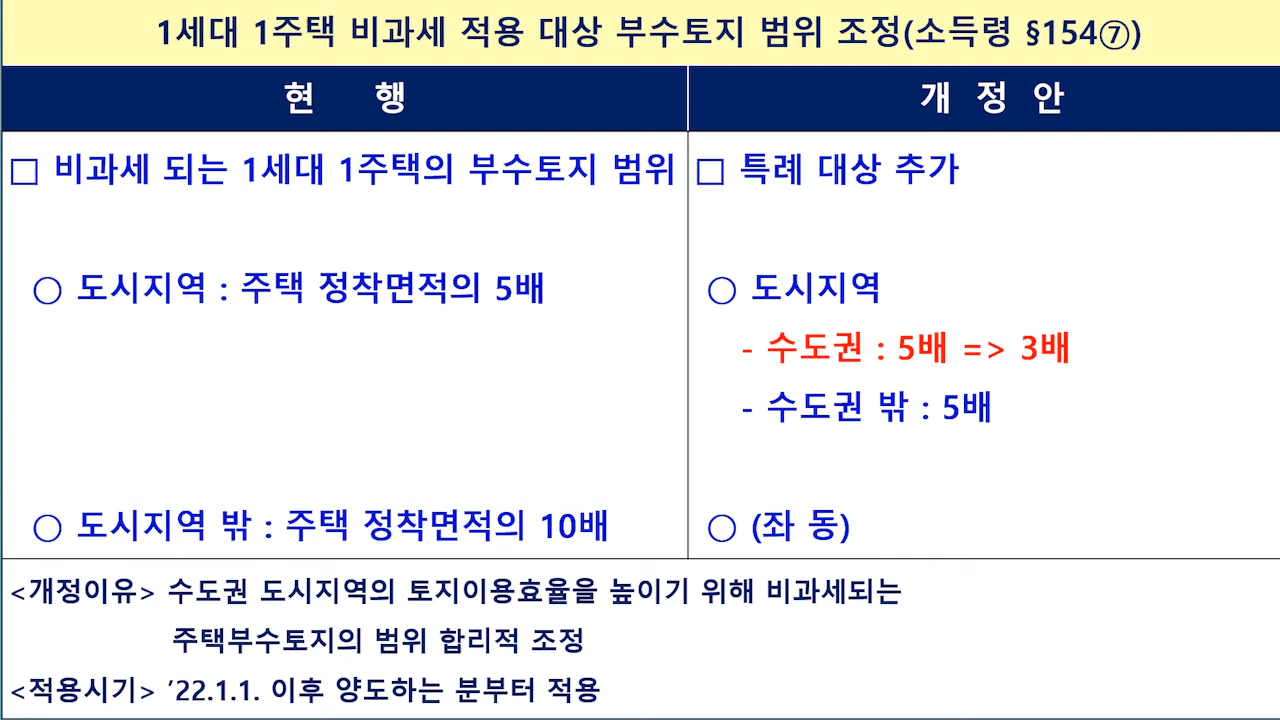 1세대 1주택 비과세 적용 대상 부수토지 범위 조정(소득령 §154⑦)
현 행
개 정 안
□ 비과세 되는 1세대 1주택의 부수토지 범위
○ 도시지역 : 주택 정착면적의 5배
○ 도시지역 밖 : 주택 정착면적의 10배
□ 특례 대상 추가
○ 도시지역
- 수도권 : 5배 => 3배
- 수도권 밖 : 5배
○ (좌 동)
<개정이유> 수도권 도시지역의 토지이용효율을 높이기 위해 비과세되는
주택부수토지의 범위 합리적 조정
<적용시기> ’22.1.1. 이후 양도하는 분부터 적용